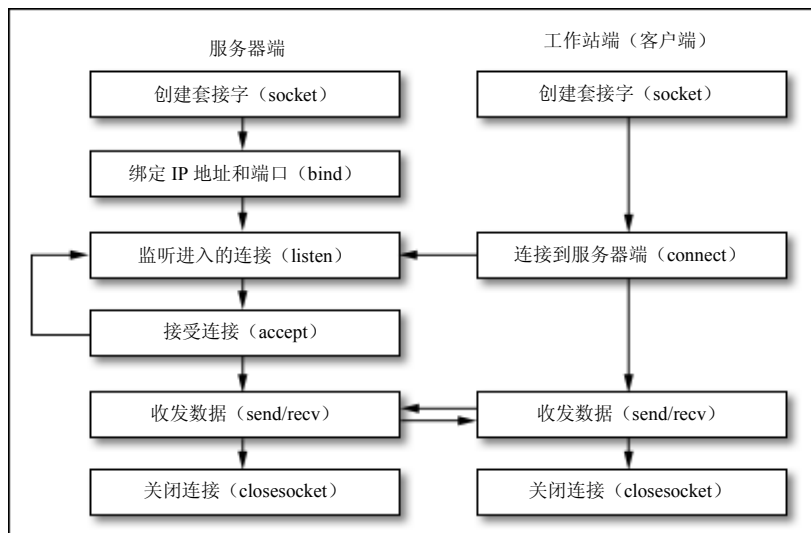 服务器端
创建套接字（socket）
绑定 IP 地址和端口（bind）
监听进入的连接（listen）
接受连接（accept）
收发数据（send/recv）
关闭连接（closesocket）
工作站端（客户端）
创建套接字（socket）
连接到服务器端（connect）
收发数据（send/recv）
关闭连接（closesocket）